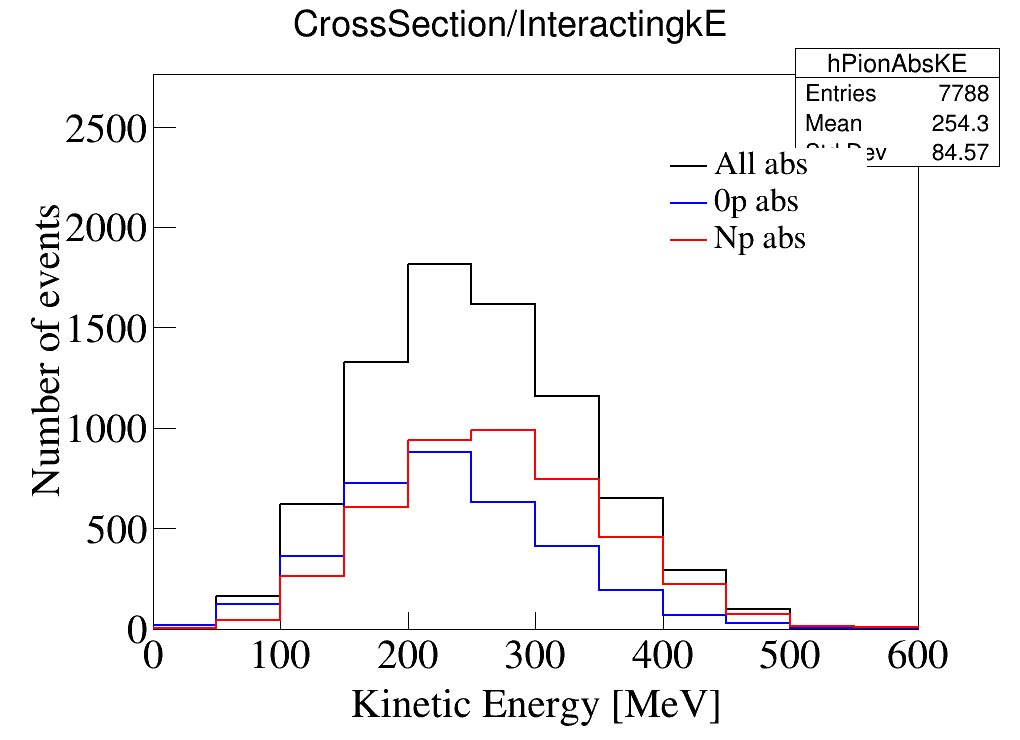 CrossSection/InteractingkE
hPionAbsKE
Entries 7788
Mean 254.3
84.57
All abs
0p abs
Np abs
Number of events
2500
2000
1500
1000
500
0
0 100 200 300 400 500 600
Kinetic Energy [MeV]